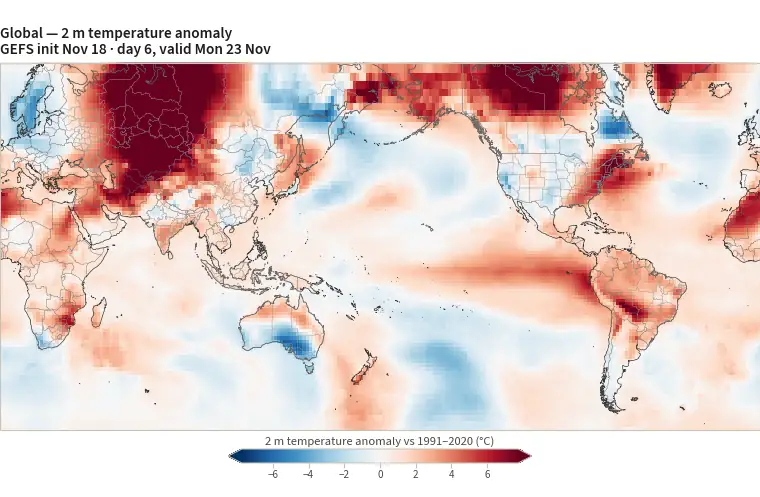 Global — 2 m temperature anomaly
GEFS init Nov 18 · day 6, valid Mon 23 Nov
2 m temperature anomaly vs 1991–2020 (°C)
−6 −4 −2 0 2 4 6